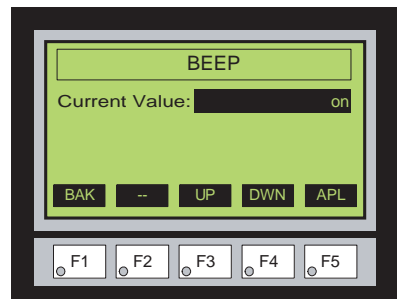 BEEP
Current Value: on
BAK -- UP DWN APL
F1 F2 F3 F4 F5